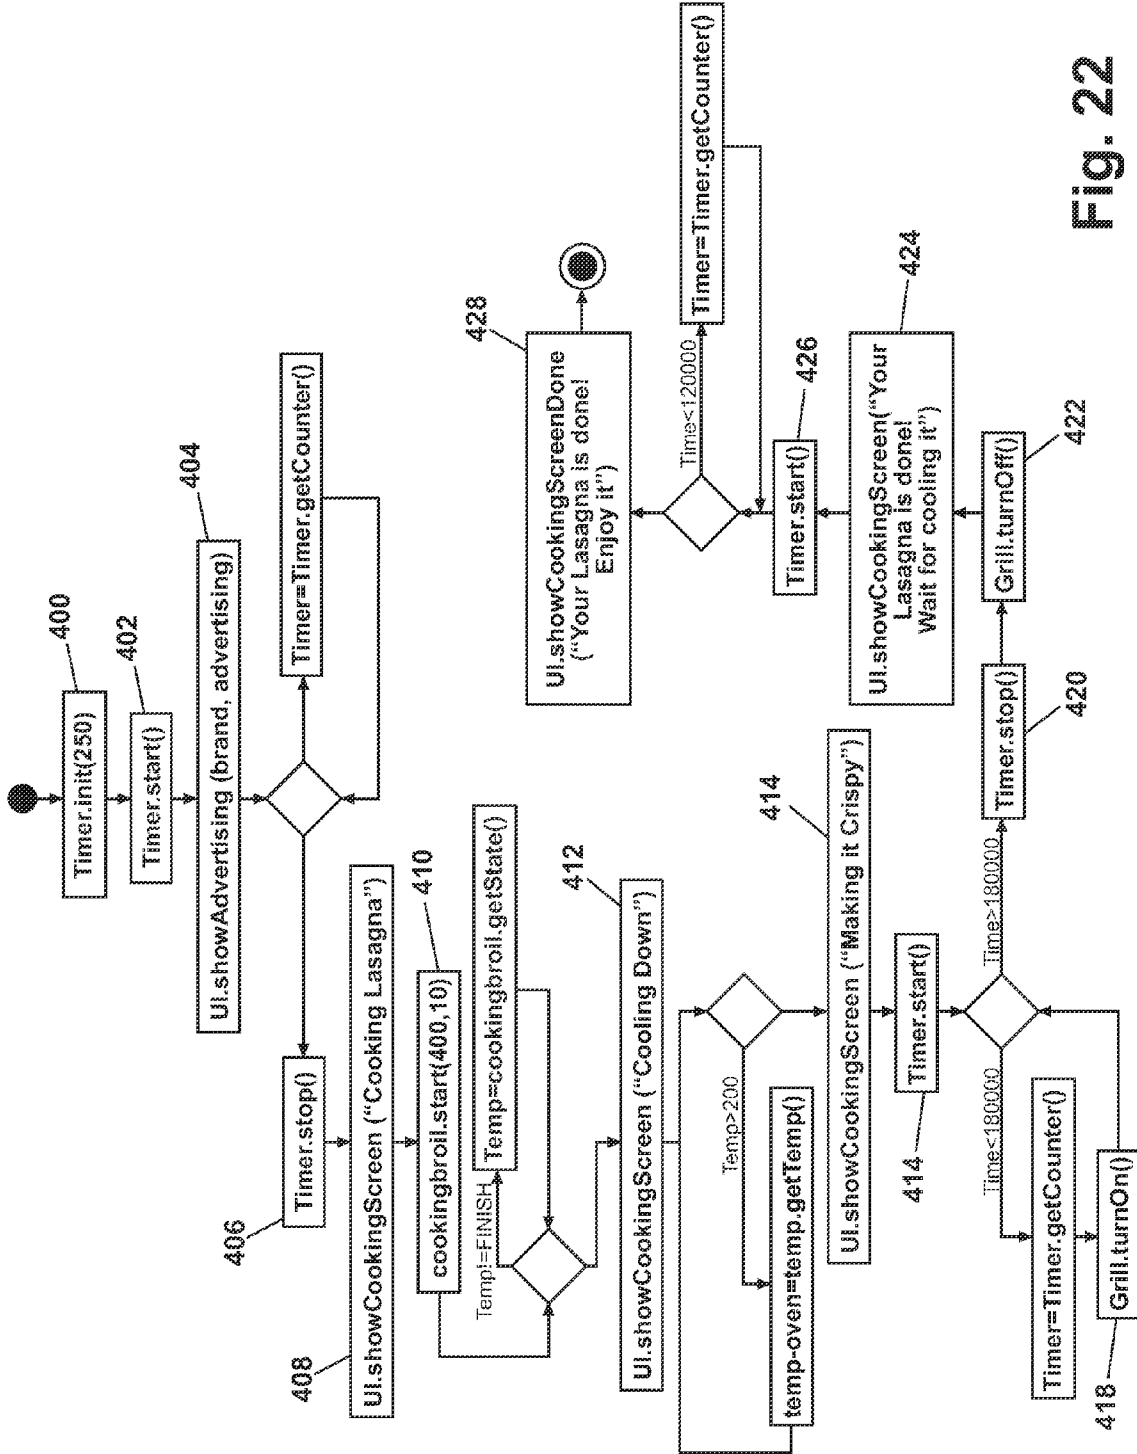 400
Timer.init(250)
402
Timer.start()
404
UI.showAdvertising (brand, advertising)
Timer=Timer.getCounter()
406
Timer.stop()
408
UI.showCookingScreen (“Cooking Lasagna”)
410
cookingbroil.start(400,10)
Temp!=FINISH
Temp=cookingbroil.getState()
412
UI.showCookingScreen (“Cooling Down”)
Temp>200
temp-oven=temp.getTemp()
414
UI.showCookingScreen (“Making it Crispy”)
414
Timer.start()
Time<180000
Time>180000
Timer=Timer.getCounter()
418
Grill.turnOn()
Timer.stop()
420
Grill.turnOff()
422
424
UI.showCookingScreen(“Your
Lasagna is done!
Wait for cooling it”)
426
Timer.start()
Time<120000
Timer=Timer.getCounter()
428
UI.showCookingScreenDone
(“Your Lasagna is done!
Enjoy it”)
Fig. 22